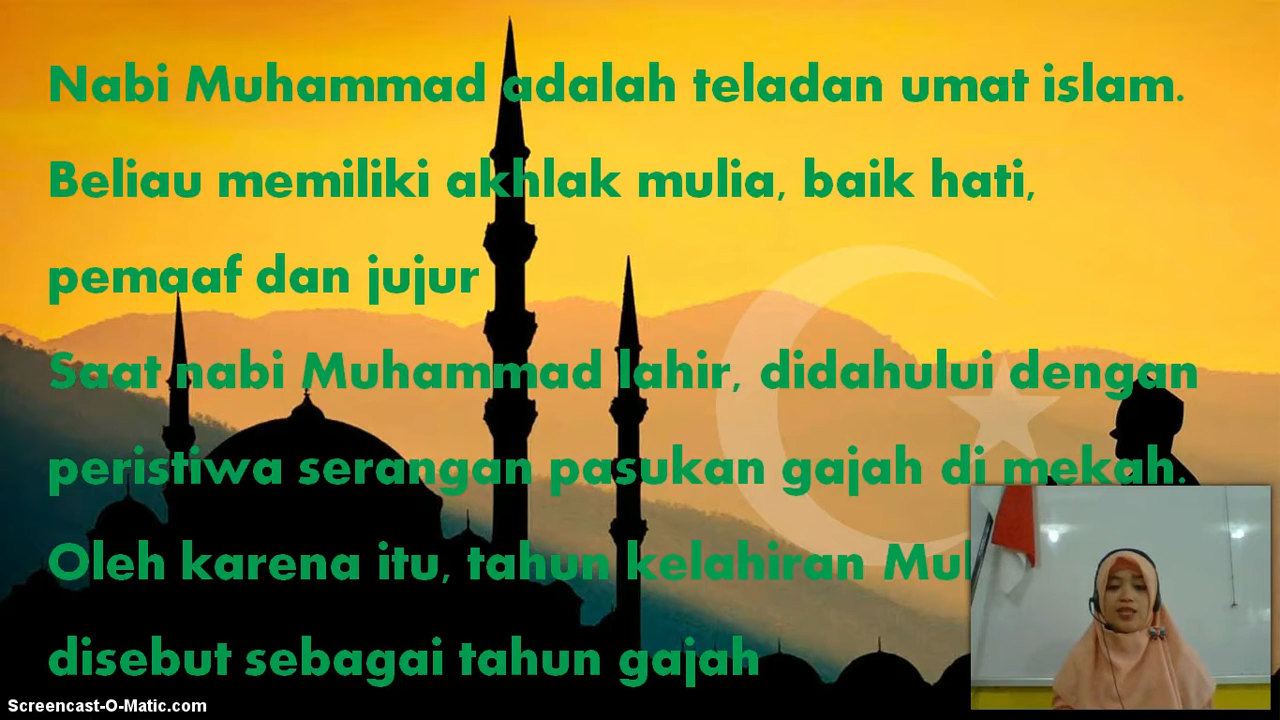 Nabi Muhammad adalah teladan umat islam.
Beliau memiliki akhlak mulia, baik hati,
pemaaf dan jujur
Saat nabi Muhammad lahir, didahului dengan
peristiwa serangan pasukan gajah di mekah.
Oleh karena itu, tahun kelahiran
disebut sebagai tahun gajah
Screencast-O-Matic.com